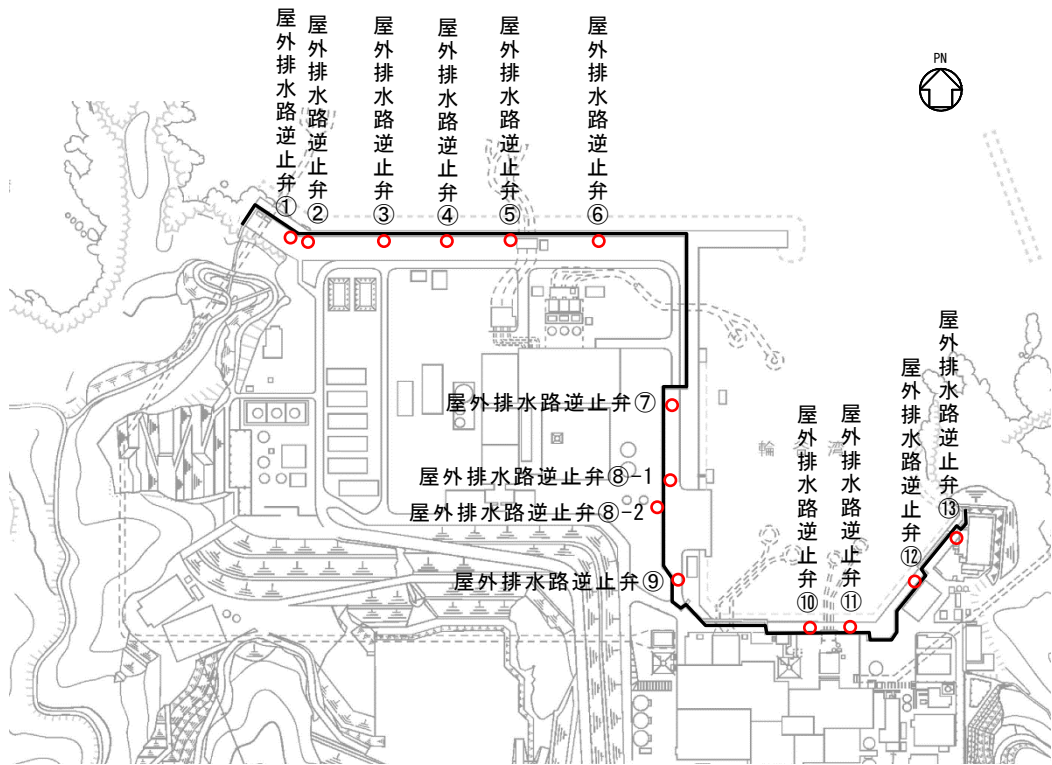 屋外排水路逆止弁①
屋外排水路逆止弁②
屋外排水路逆止弁③
屋外排水路逆止弁④
屋外排水路逆止弁⑤
屋外排水路逆止弁⑥
PN
屋外排水路逆止弁⑦
屋外排水路逆止弁⑧-1
屋外排水路逆止弁⑧-2
屋外排水路逆止弁⑨
屋外排水路逆止弁⑩
屋外排水路逆止弁⑪
屋外排水路逆止弁⑫
屋外排水路逆止弁⑬
輪谷湾